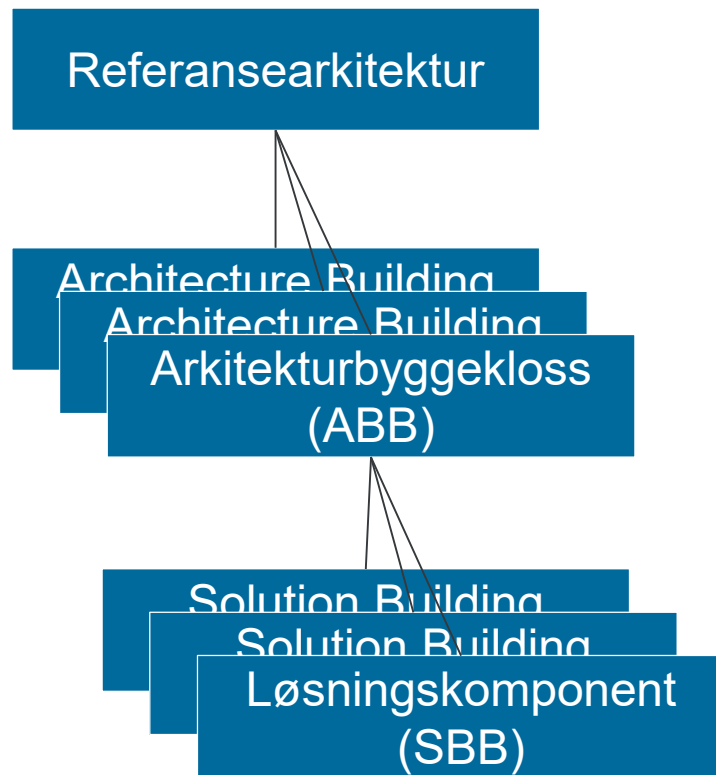 Referansearkitektur
Architecture Building
Architecture Building
Arkitekturbyggekloss
(ABB)
Solution Building
Solution Building
Løsningskomponent
(SBB)